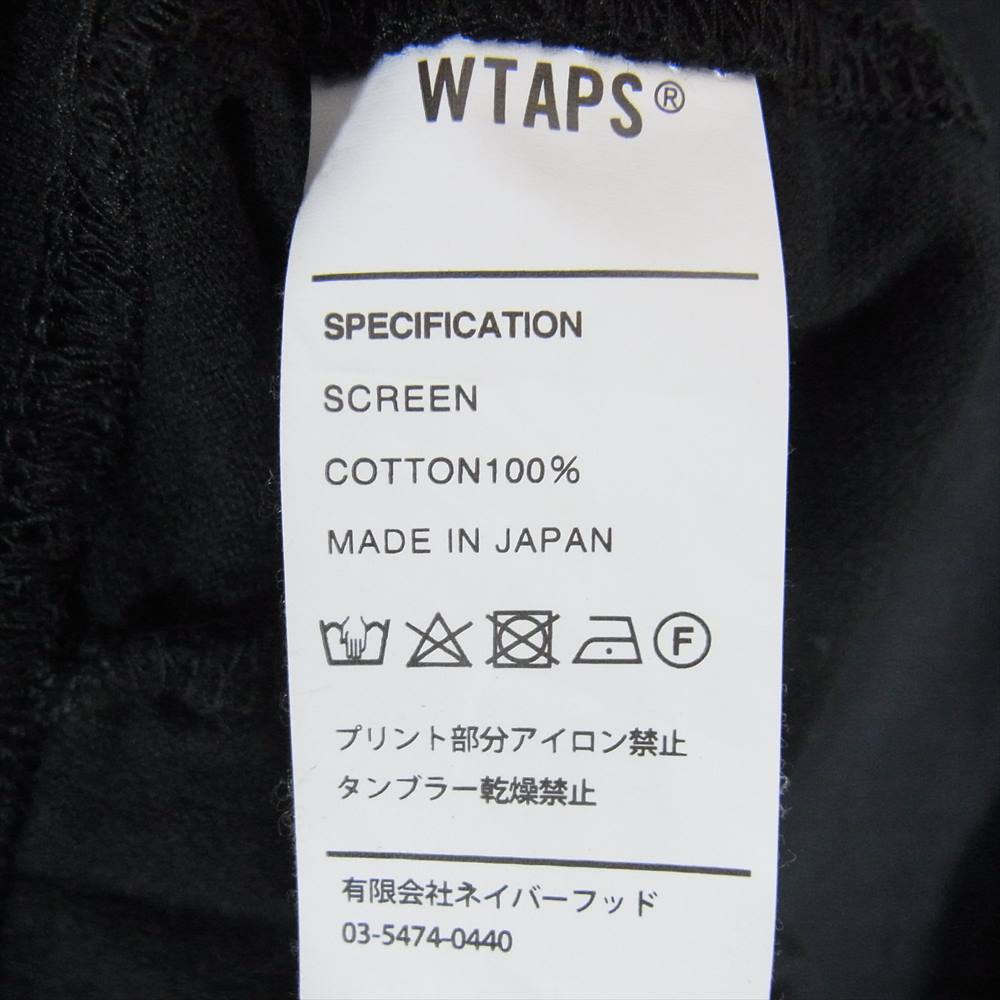 WTAPS®
SPECIFICATION
SCREEN
COTTON100%
MADE IN JAPAN
F
プリント部分アイロン禁止
タンブラー乾燥禁止
有限会社ネイバーフッド
03-5474-0440